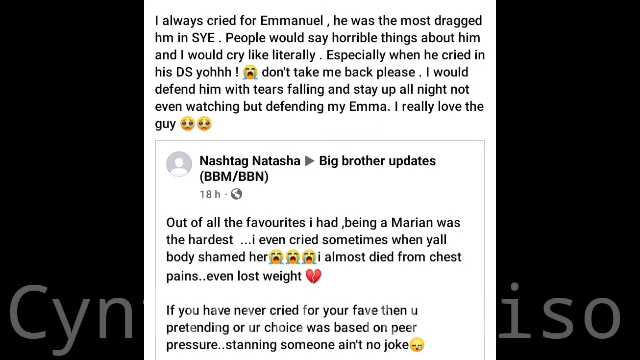 I always cried for Emmanuel , he was the most dragged
hm in SYE . People would say horrible things about him
and I would cry like literally . Especially when he cried in
his DS yohhh ! 😭 don't take me back please . I would
defend him with tears falling and stay up all night not
even watching but defending my Emma. I really love the
guy 🥺🥺
Nashtag Natasha ▶ Big brother updates
(BBM/BBN)
18 h ·
Out of all the favourites i had ,being a Marian was
the hardest ...i even cried sometimes when yall
body shamed her😭😭😭i almost died from chest
pains..even lost weight 💔
If you have never cried for your fave then u
pretending or ur choice was based on peer
pressure..stanning someone ain't no joke😴